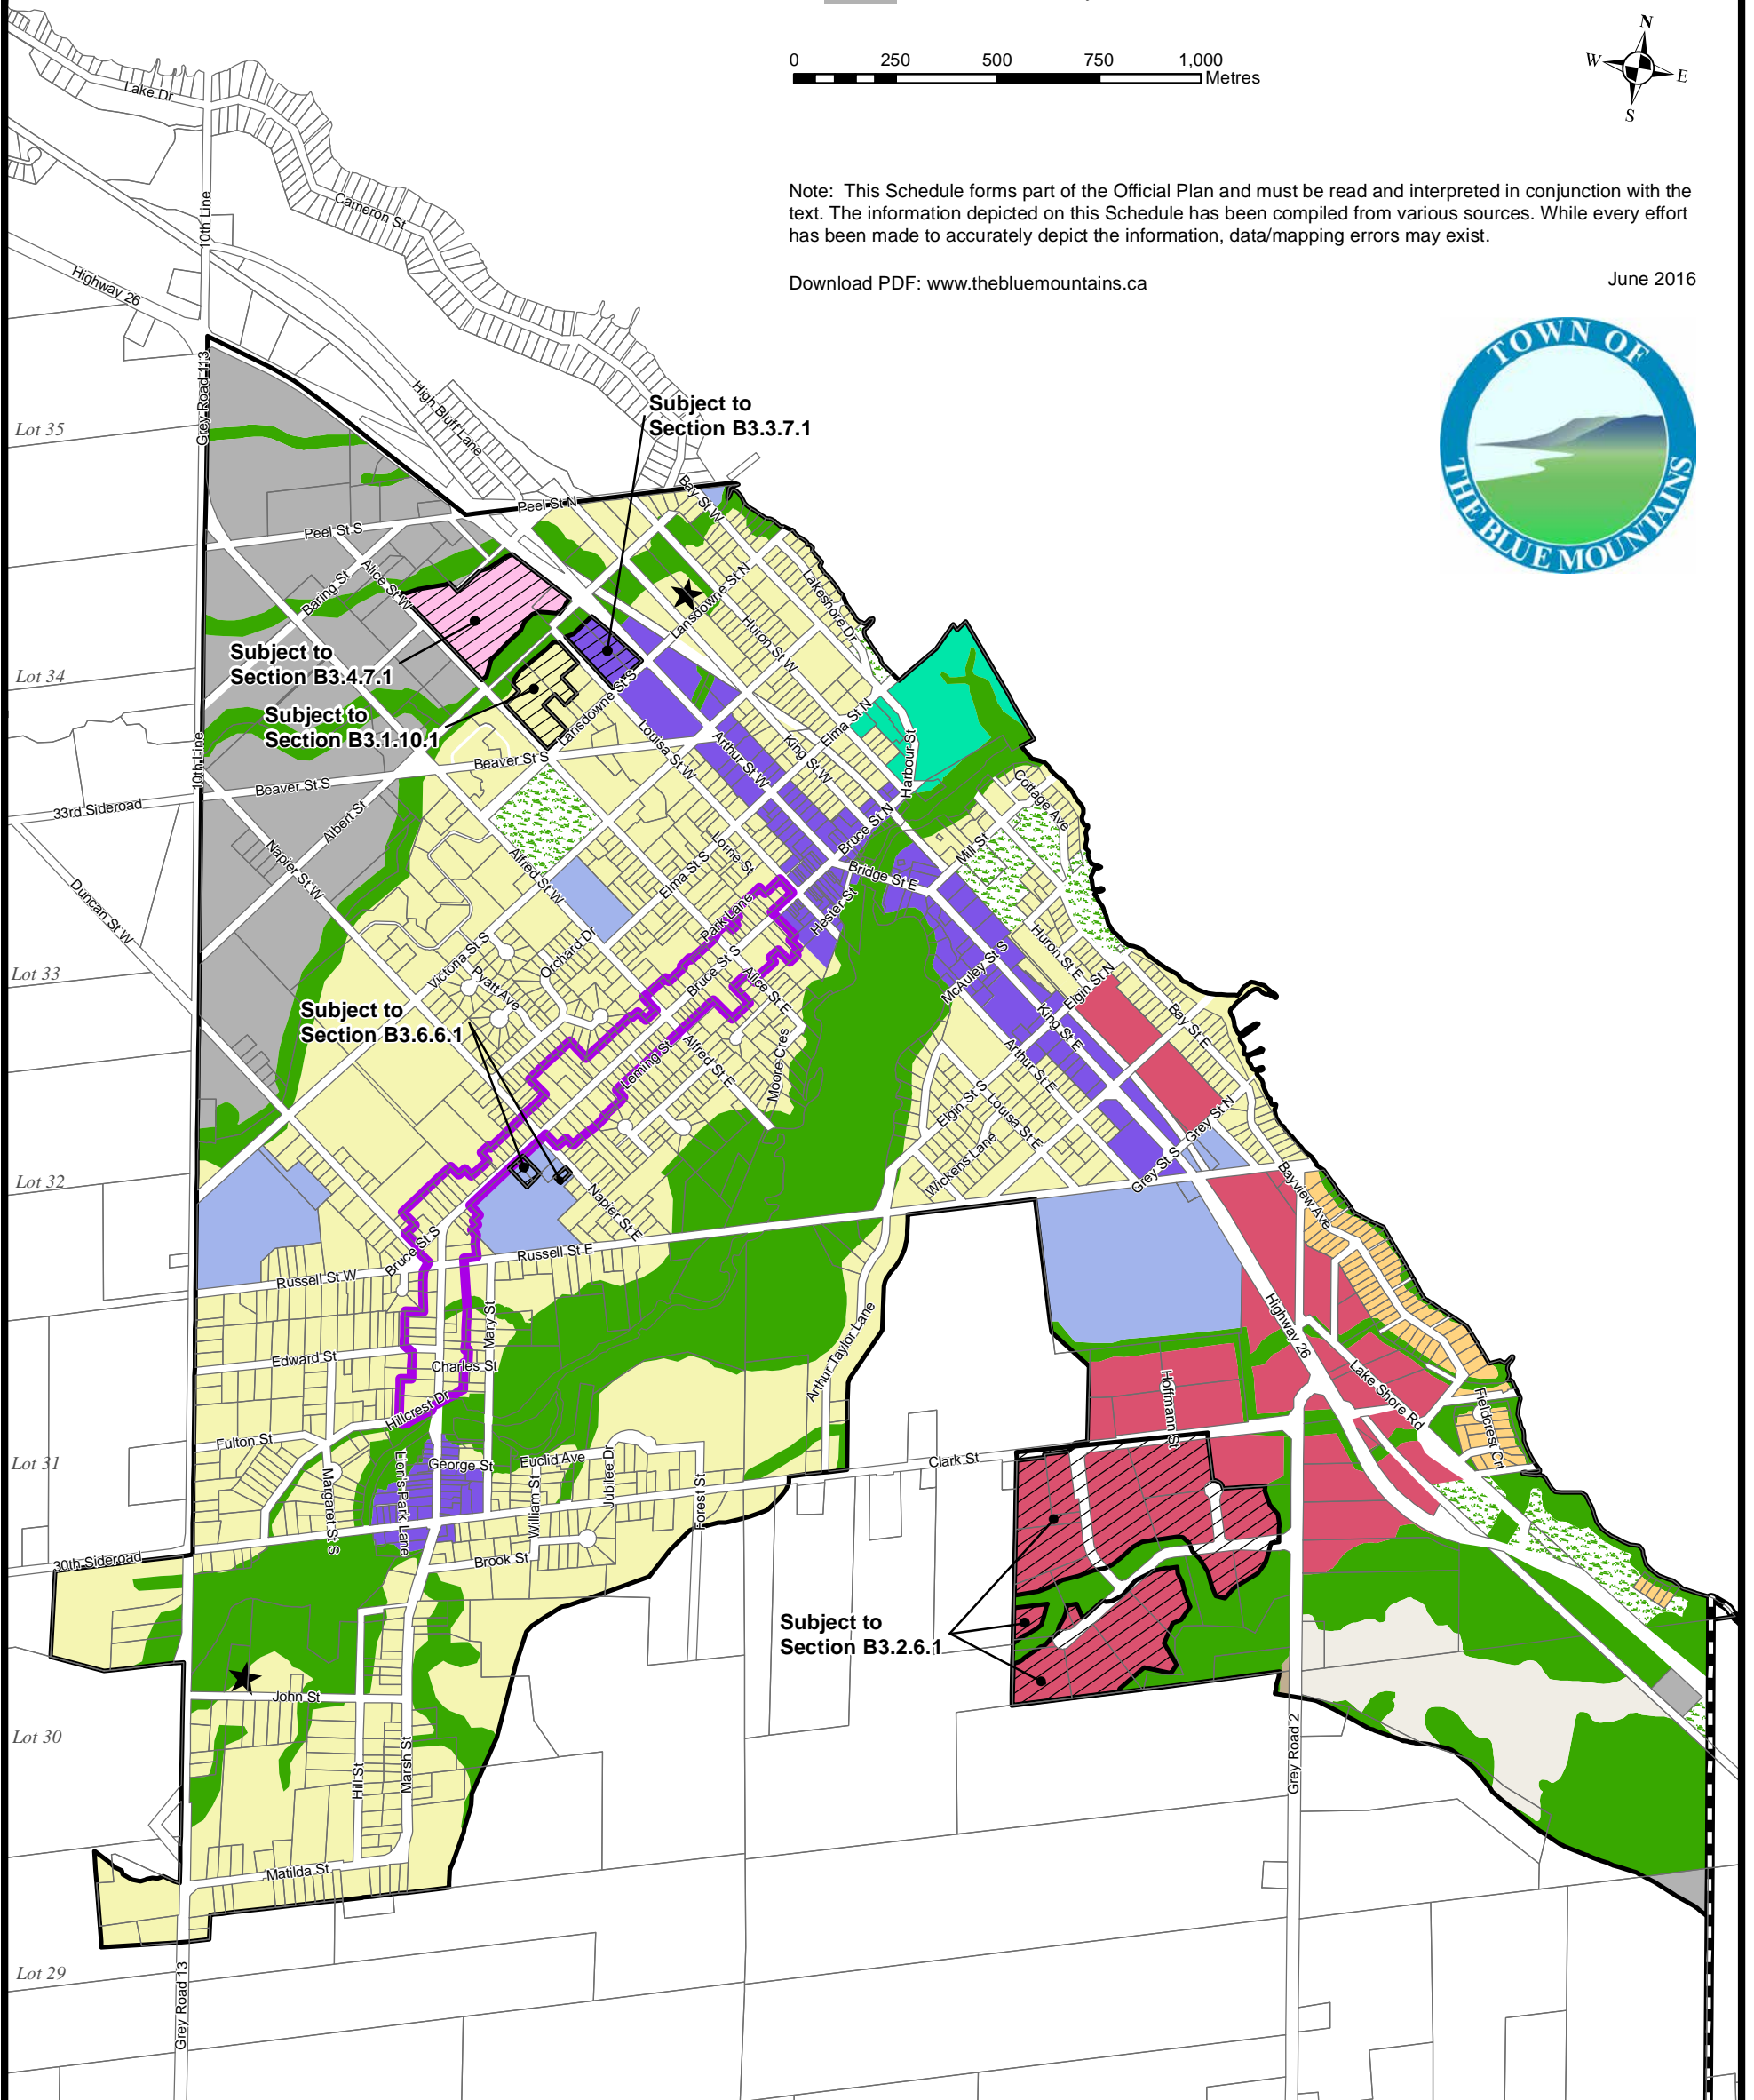 0 250 500 750 1,000
Metres
N
W E
S
Note: This Schedule forms part of the Official Plan and must be read and interpreted in conjunction with the
text. The information depicted on this Schedule has been compiled from various sources. While every effort
has been made to accurately depict the information, data/mapping errors may exist.
Download PDF: www.thebluemountains.ca
June 2016
TOWN OF
THE BLUE MOUNTAINS
Lake Dr
10th Line
Cameron St
Highway 26
Grey Road 113
High Bluff Lane
Lot 35
Subject to
Section B3.3.7.1
Peel St N
Bay St W
Peel St S
Alice St W
Baring St
Lansdowne St N
Lakeshore Dr
Huron St W
Subject to
Section B3.4.7.1
Lot 34
Subject to
Section B3.1.10.1
Lansdowne St S
Louisa St W
Arthur St W
King St W
Elma St N
Harbour St
10th Line
Beaver St S
Beaver St S
33rd Sideroad
Albert St
Napier St W
Duncan St W
Cottage Ave
Mill St
Bruce St N
Bridge St E
Lorne St
Elma St S
Alfred St W
Park Lane
Hester St
Victoria St S
Orchard Dr
Pyatt Ave
Bruce St S
Alice St E
Lot 33
Huron St E
McAuley St S
Elgin St N
Bay St E
King St E
Arthur St E
Subject to
Section B3.6.6.1
Leming St
Alfred St E
Moore Cres
Elgin St S
Louisa St E
Wickens Lane
Grey St N
Grey St S
Lot 32
Napier St E
Bayview Ave
Bruce St S
Russell St E
Russell St W
Mary St
Arthur Taylor Lane
Highway 26
Edward St
Charles St
Hillcrest Dr
Lake Shore Rd
Hoffmann St
Fieldcrest Crt
Fulton St
Lot 31
Margaret St S
Lion's Park Lane
George St
Euclid Ave
William St
Jubilee Dr
Forest St
Clark St
30th Sideroad
Brook St
Subject to
Section B3.2.6.1
John St
Lot 30
Hill St
Marsh St
Grey Road 2
Matilda St
Lot 29
Grey Road 13